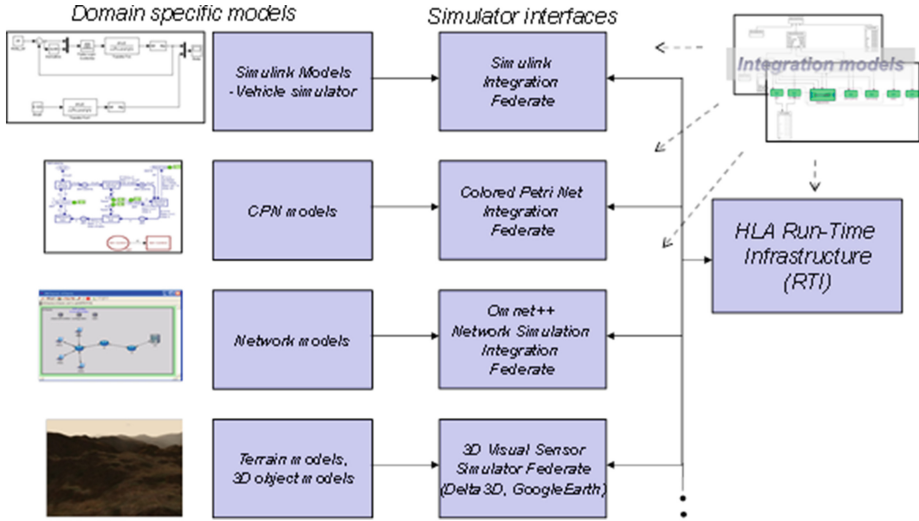 Domain specific models
Simulator interfaces
Integration models
Simulink Models
-Vehicle simulator
Simulink
Integration
Federate
CPN models
Colored Petri Net
Integration
Federate
HLA Run-Time
Infrastructure
(RTI)
Network models
Omnet++
Network Simulation
Integration
Federate
Terrain models,
3D object models
3D Visual Sensor
Simulator Federate
(Delta3D, GoogleEarth)